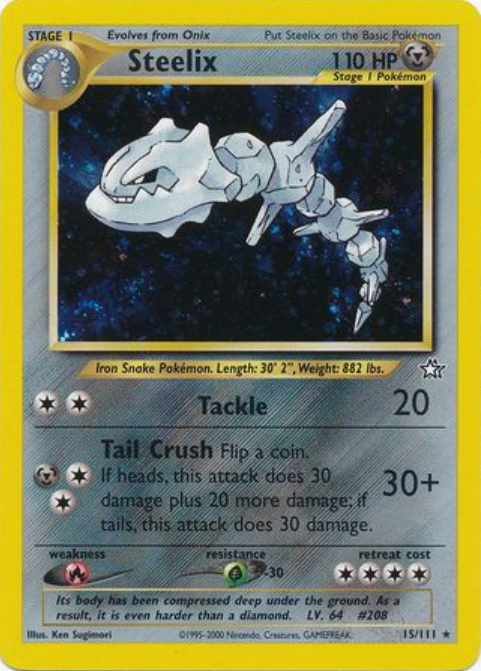 STAGE 1 Evolves from Onix Put Steelix on the Basic Pokémon
Steelix 110 HP
Stage 1 Pokémon
Iron Snake Pokémon. Length: 30' 2", Weight: 882 lbs.
Tackle 20
Tail Crush Flip a coin.
If heads, this attack does 30
damage plus 20 more damage; if
tails, this attack does 30 damage.
30+
weakness resistance retreat cost
-30
Its body has been compressed deep under the ground. As a
result, it is even harder than a diamond. LV. 64 #208
Illus. Ken Sugimori ©1995-2000 Nintendo, Creatures, GAMEFREAK. 15/111 ★